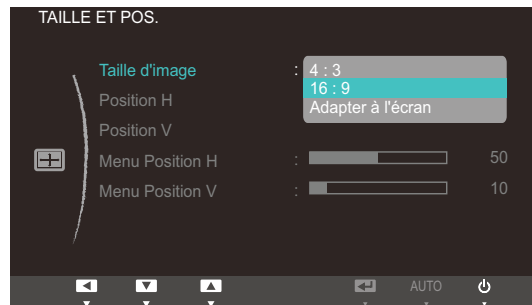 TAILLE ET POS.
Taille d'image : 4 : 3
16 : 9
Position H
Adapter à l'écran
Position V
Menu Position H : 50
Menu Position V : 10
AUTO